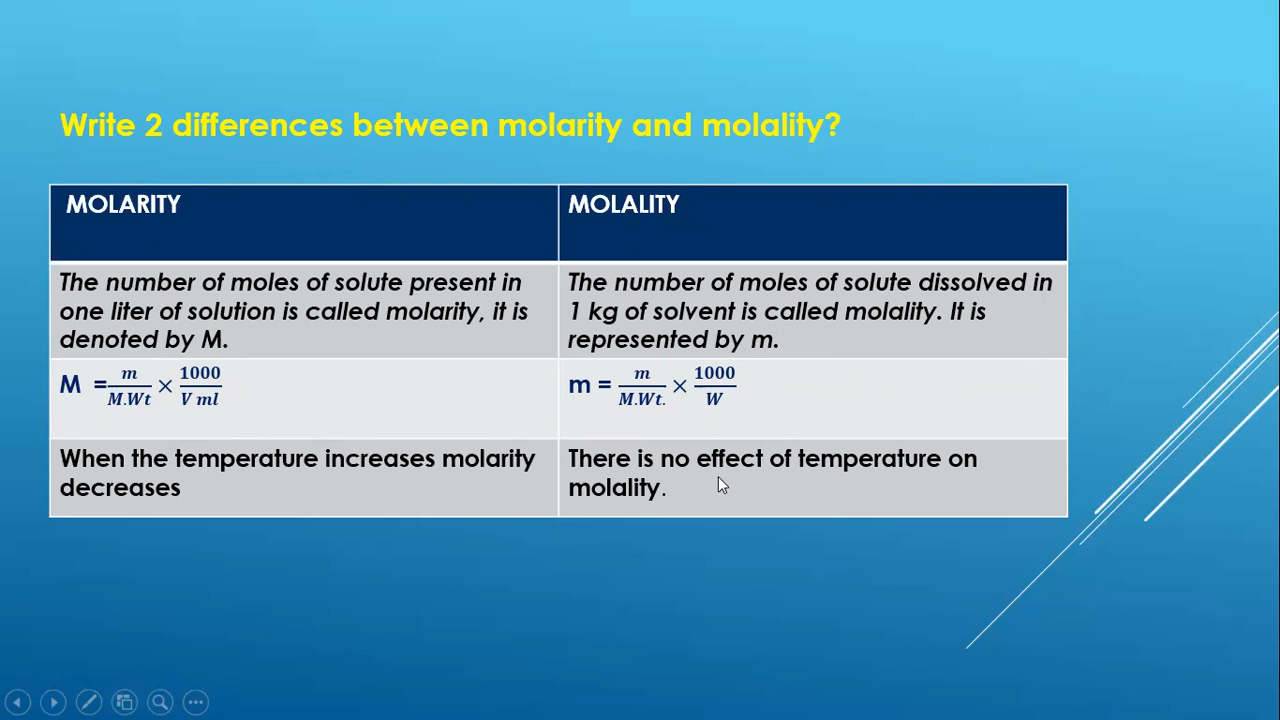 Write 2 differences between molarity and molality?
MOLARITY
MOLALITY
The number of moles of solute present in
one liter of solution is called molarity, it is
denoted by M.
The number of moles of solute dissolved in
1 kg of solvent is called molality. It is
represented by m.
M = m/M.Wt × 1000/V ml
m = m/M.Wt. × 1000/W
When the temperature increases molarity
decreases
There is no effect of temperature on
molality.